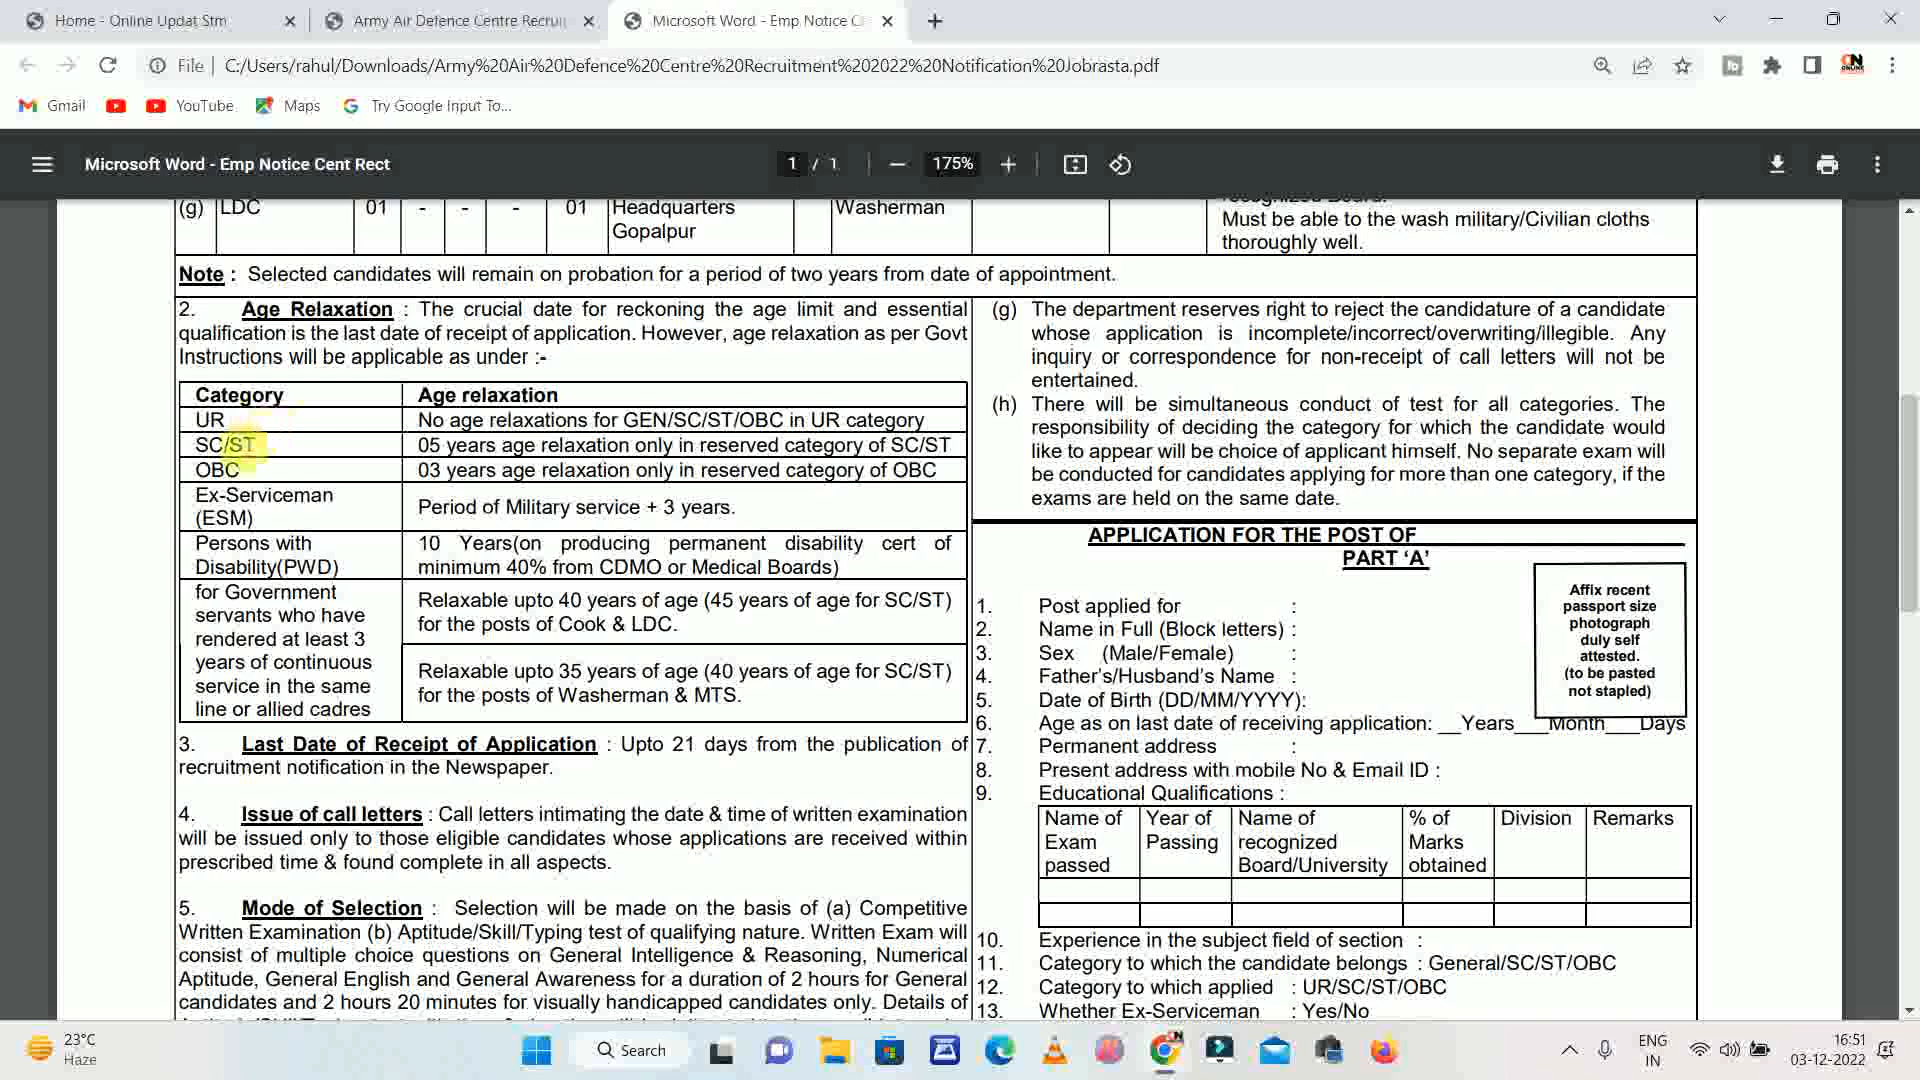 Home - Online Updat Stm
Army Air Defence Centre Recrui
Microsoft Word - Emp Notice C
File
C:/Users/rahul/Downloads/Army%20Air%20Defence%20Centre%20Recruitment%202022%20Notification%20Jobrasta.pdf
Gmail
YouTube
Maps
Try Google Input To...
Microsoft Word - Emp Notice Cent Rect
1 / 1
175%
(g) LDC 01 - - - 01 Headquarters Gopalpur
Washerman
Must be able to the wash military/Civilian cloths
thoroughly well.
Note : Selected candidates will remain on probation for a period of two years from date of appointment.
2. Age Relaxation : The crucial date for reckoning the age limit and essential
qualification is the last date of receipt of application. However, age relaxation as per Govt
Instructions will be applicable as under :-
Category Age relaxation
UR No age relaxations for GEN/SC/ST/OBC in UR category
SC/ST 05 years age relaxation only in reserved category of SC/ST
OBC 03 years age relaxation only in reserved category of OBC
Ex-Serviceman
(ESM)
Period of Military service + 3 years.
Persons with
Disability(PWD)
10 Years(on producing permanent disability cert of
minimum 40% from CDMO or Medical Boards)
for Government
servants who have
rendered at least 3
years of continuous
service in the same
line or allied cadres
Relaxable upto 40 years of age (45 years of age for SC/ST)
for the posts of Cook & LDC.
Relaxable upto 35 years of age (40 years of age for SC/ST)
for the posts of Washerman & MTS.
3. Last Date of Receipt of Application : Upto 21 days from the publication of
recruitment notification in the Newspaper.
4. Issue of call letters : Call letters intimating the date & time of written examination
will be issued only to those eligible candidates whose applications are received within
prescribed time & found complete in all aspects.
5. Mode of Selection : Selection will be made on the basis of (a) Competitive
Written Examination (b) Aptitude/Skill/Typing test of qualifying nature. Written Exam will
consist of multiple choice questions on General Intelligence & Reasoning, Numerical
Aptitude, General English and General Awareness for a duration of 2 hours for General
candidates and 2 hours 20 minutes for visually handicapped candidates only. Details of
(g) The department reserves right to reject the candidature of a candidate
whose application is incomplete/incorrect/overwriting/illegible. Any
inquiry or correspondence for non-receipt of call letters will not be
entertained.
(h) There will be simultaneous conduct of test for all categories. The
responsibility of deciding the category for which the candidate would
like to appear will be choice of applicant himself. No separate exam will
be conducted for candidates applying for more than one category, if the
exams are held on the same date.
APPLICATION FOR THE POST OF
PART ‘A’
Affix recent
passport size
photograph
duly self
attested.
(to be pasted
not stapled)
1. Post applied for :
2. Name in Full (Block letters) :
3. Sex (Male/Female) :
4. Father's/Husband's Name :
5. Date of Birth (DD/MM/YYYY):
6. Age as on last date of receiving application: __Years___Month___Days
7. Permanent address :
8. Present address with mobile No & Email ID :
9. Educational Qualifications :
Name of Exam passed
Year of Passing
Name of recognized Board/University
% of Marks obtained
Division
Remarks
10. Experience in the subject field of section :
11. Category to which the candidate belongs : General/SC/ST/OBC
12. Category to which applied : UR/SC/ST/OBC
13. Whether Ex-Serviceman : Yes/No
23°C
Haze
Search
ENG
IN
16:51
03-12-2022